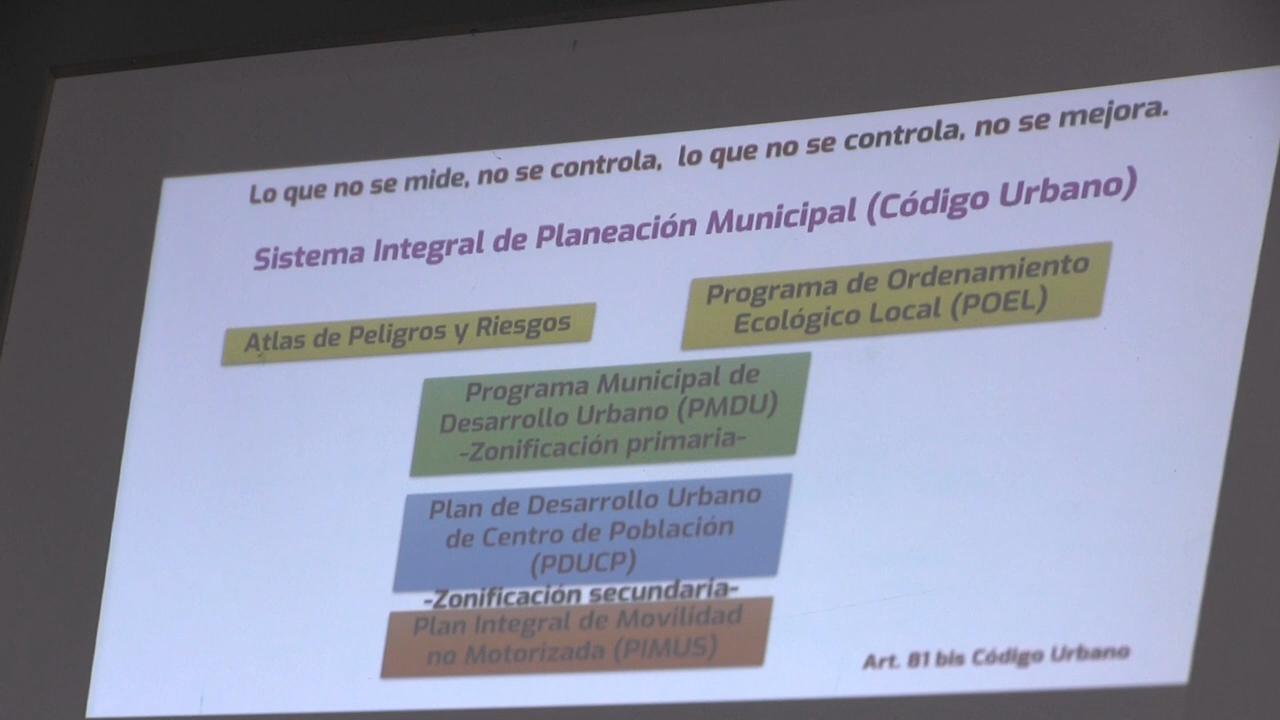 Lo que no se mide, no se controla, lo que no se controla, no se mejora.
Sistema Integral de Planeación Municipal (Código Urbano)
Atlas de Peligros y Riesgos
Programa de Ordenamiento
Ecológico Local (POEL)
Programa Municipal de
Desarrollo Urbano (PMDU)
-Zonificación primaria-
Plan de Desarrollo Urbano
de Centro de Población
(PDUCP)
-Zonificación secundaria-
Plan Integral de Movilidad
no Motorizada (PIMUS)
Art. 81 bis Código Urbano